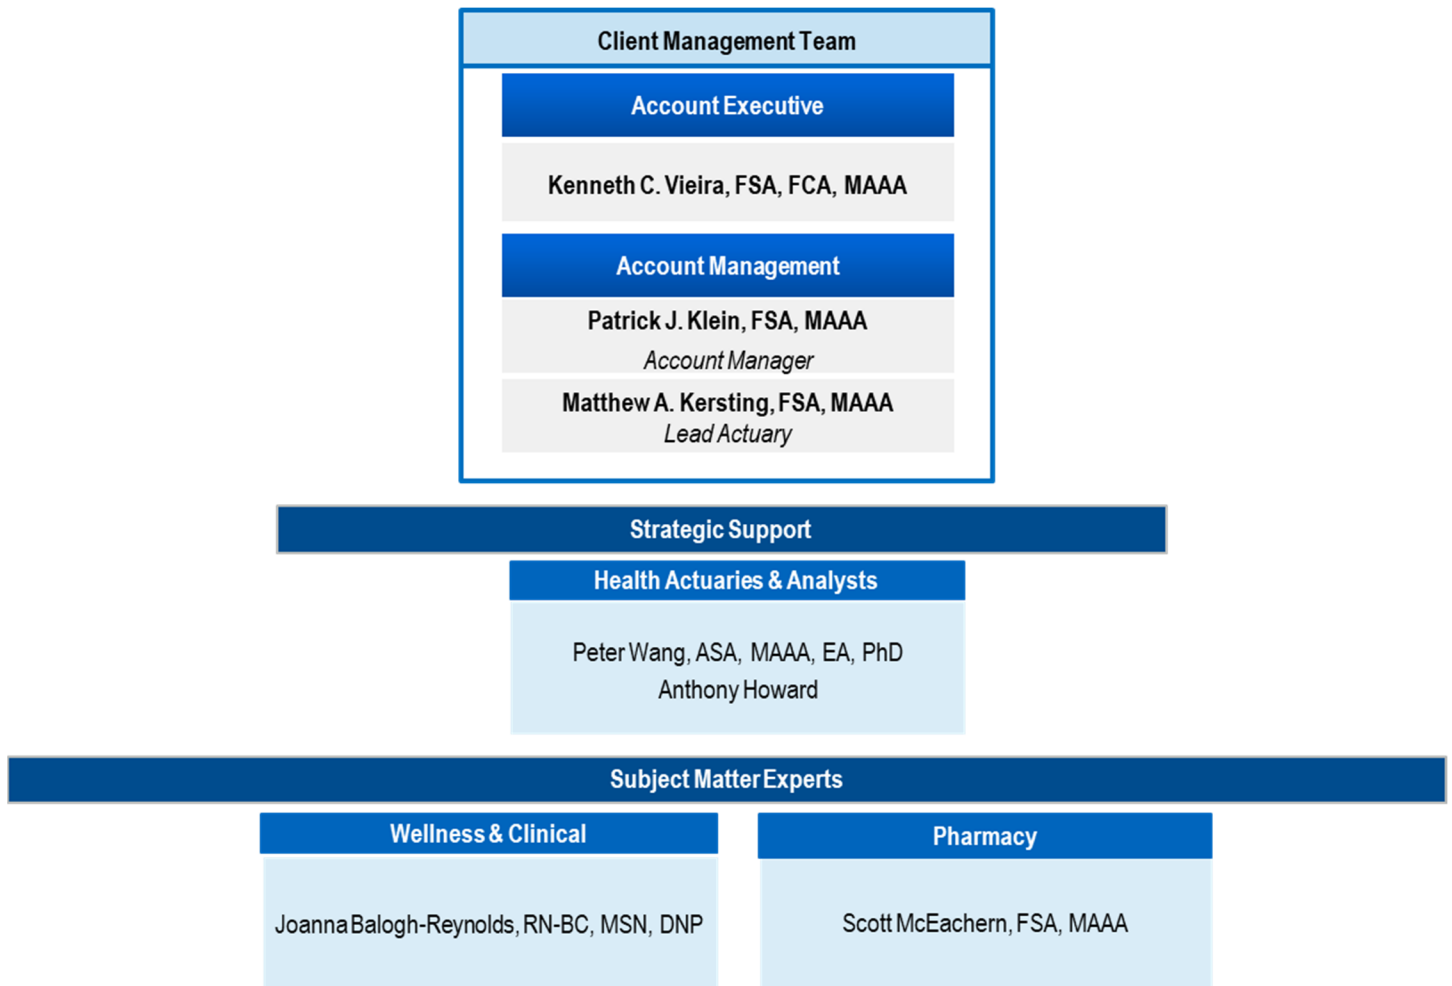 Client Management Team
Account Executive
Kenneth C. Vieira, FSA, FCA, MAAA
Account Management
Patrick J. Klein, FSA, MAAA
Account Manager
Matthew A. Kersting, FSA, MAAA
Lead Actuary
Strategic Support
Health Actuaries & Analysts
Peter Wang, ASA, MAAA, EA, PhD
Anthony Howard
Subject Matter Experts
Wellness & Clinical
Joanna Balogh-Reynolds, RN-BC, MSN, DNP
Pharmacy
Scott McEachern, FSA, MAAA